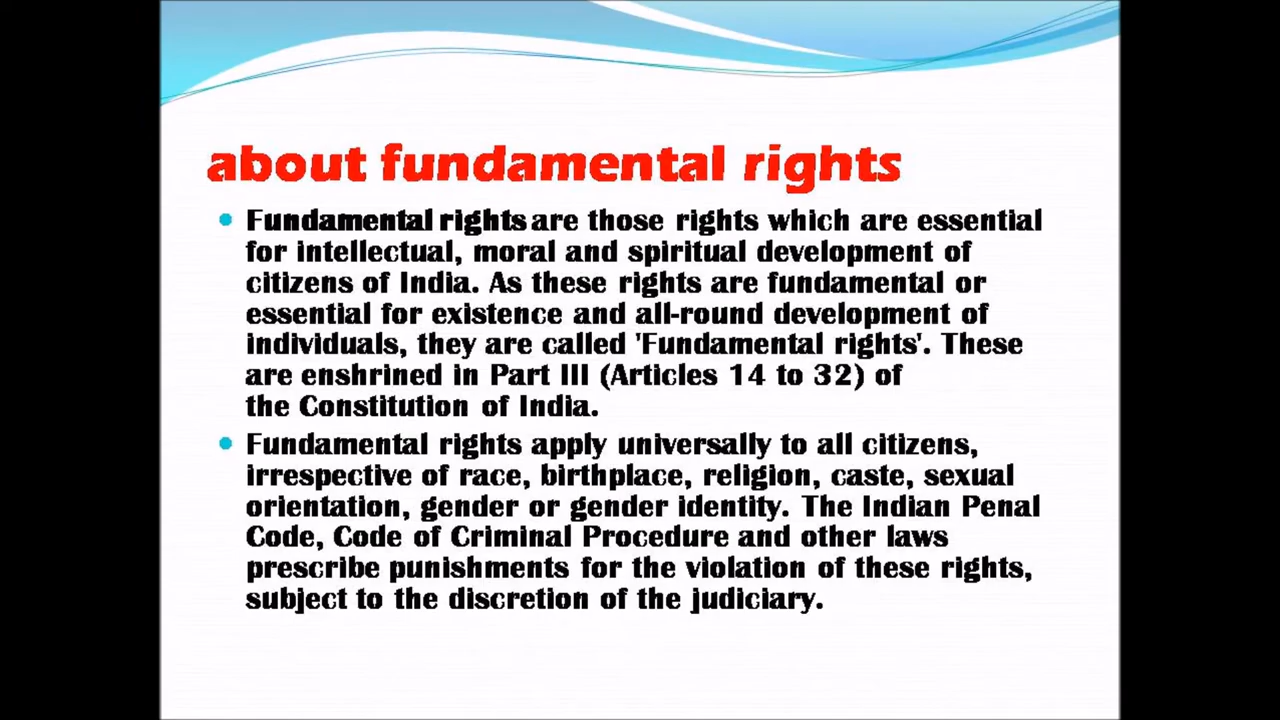 about fundamental rights
Fundamental rights are those rights which are essential
for intellectual, moral and spiritual development of
citizens of India. As these rights are fundamental or
essential for existence and all-round development of
individuals, they are called 'Fundamental rights'. These
are enshrined in Part III (Articles 14 to 32) of
the Constitution of India.
Fundamental rights apply universally to all citizens,
irrespective of race, birthplace, religion, caste, sexual
orientation, gender or gender identity. The Indian Penal
Code, Code of Criminal Procedure and other laws
prescribe punishments for the violation of these rights,
subject to the discretion of the judiciary.